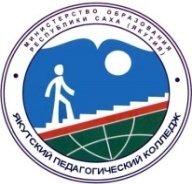 МИНИСТЕРСТВО ОБРАЗОВАНИЯ
РЕСПУБЛИКИ САХА (ЯКУТИЯ)
ЯКУТСКИЙ ПЕДАГОГИЧЕСКИЙ КОЛЛЕДЖ